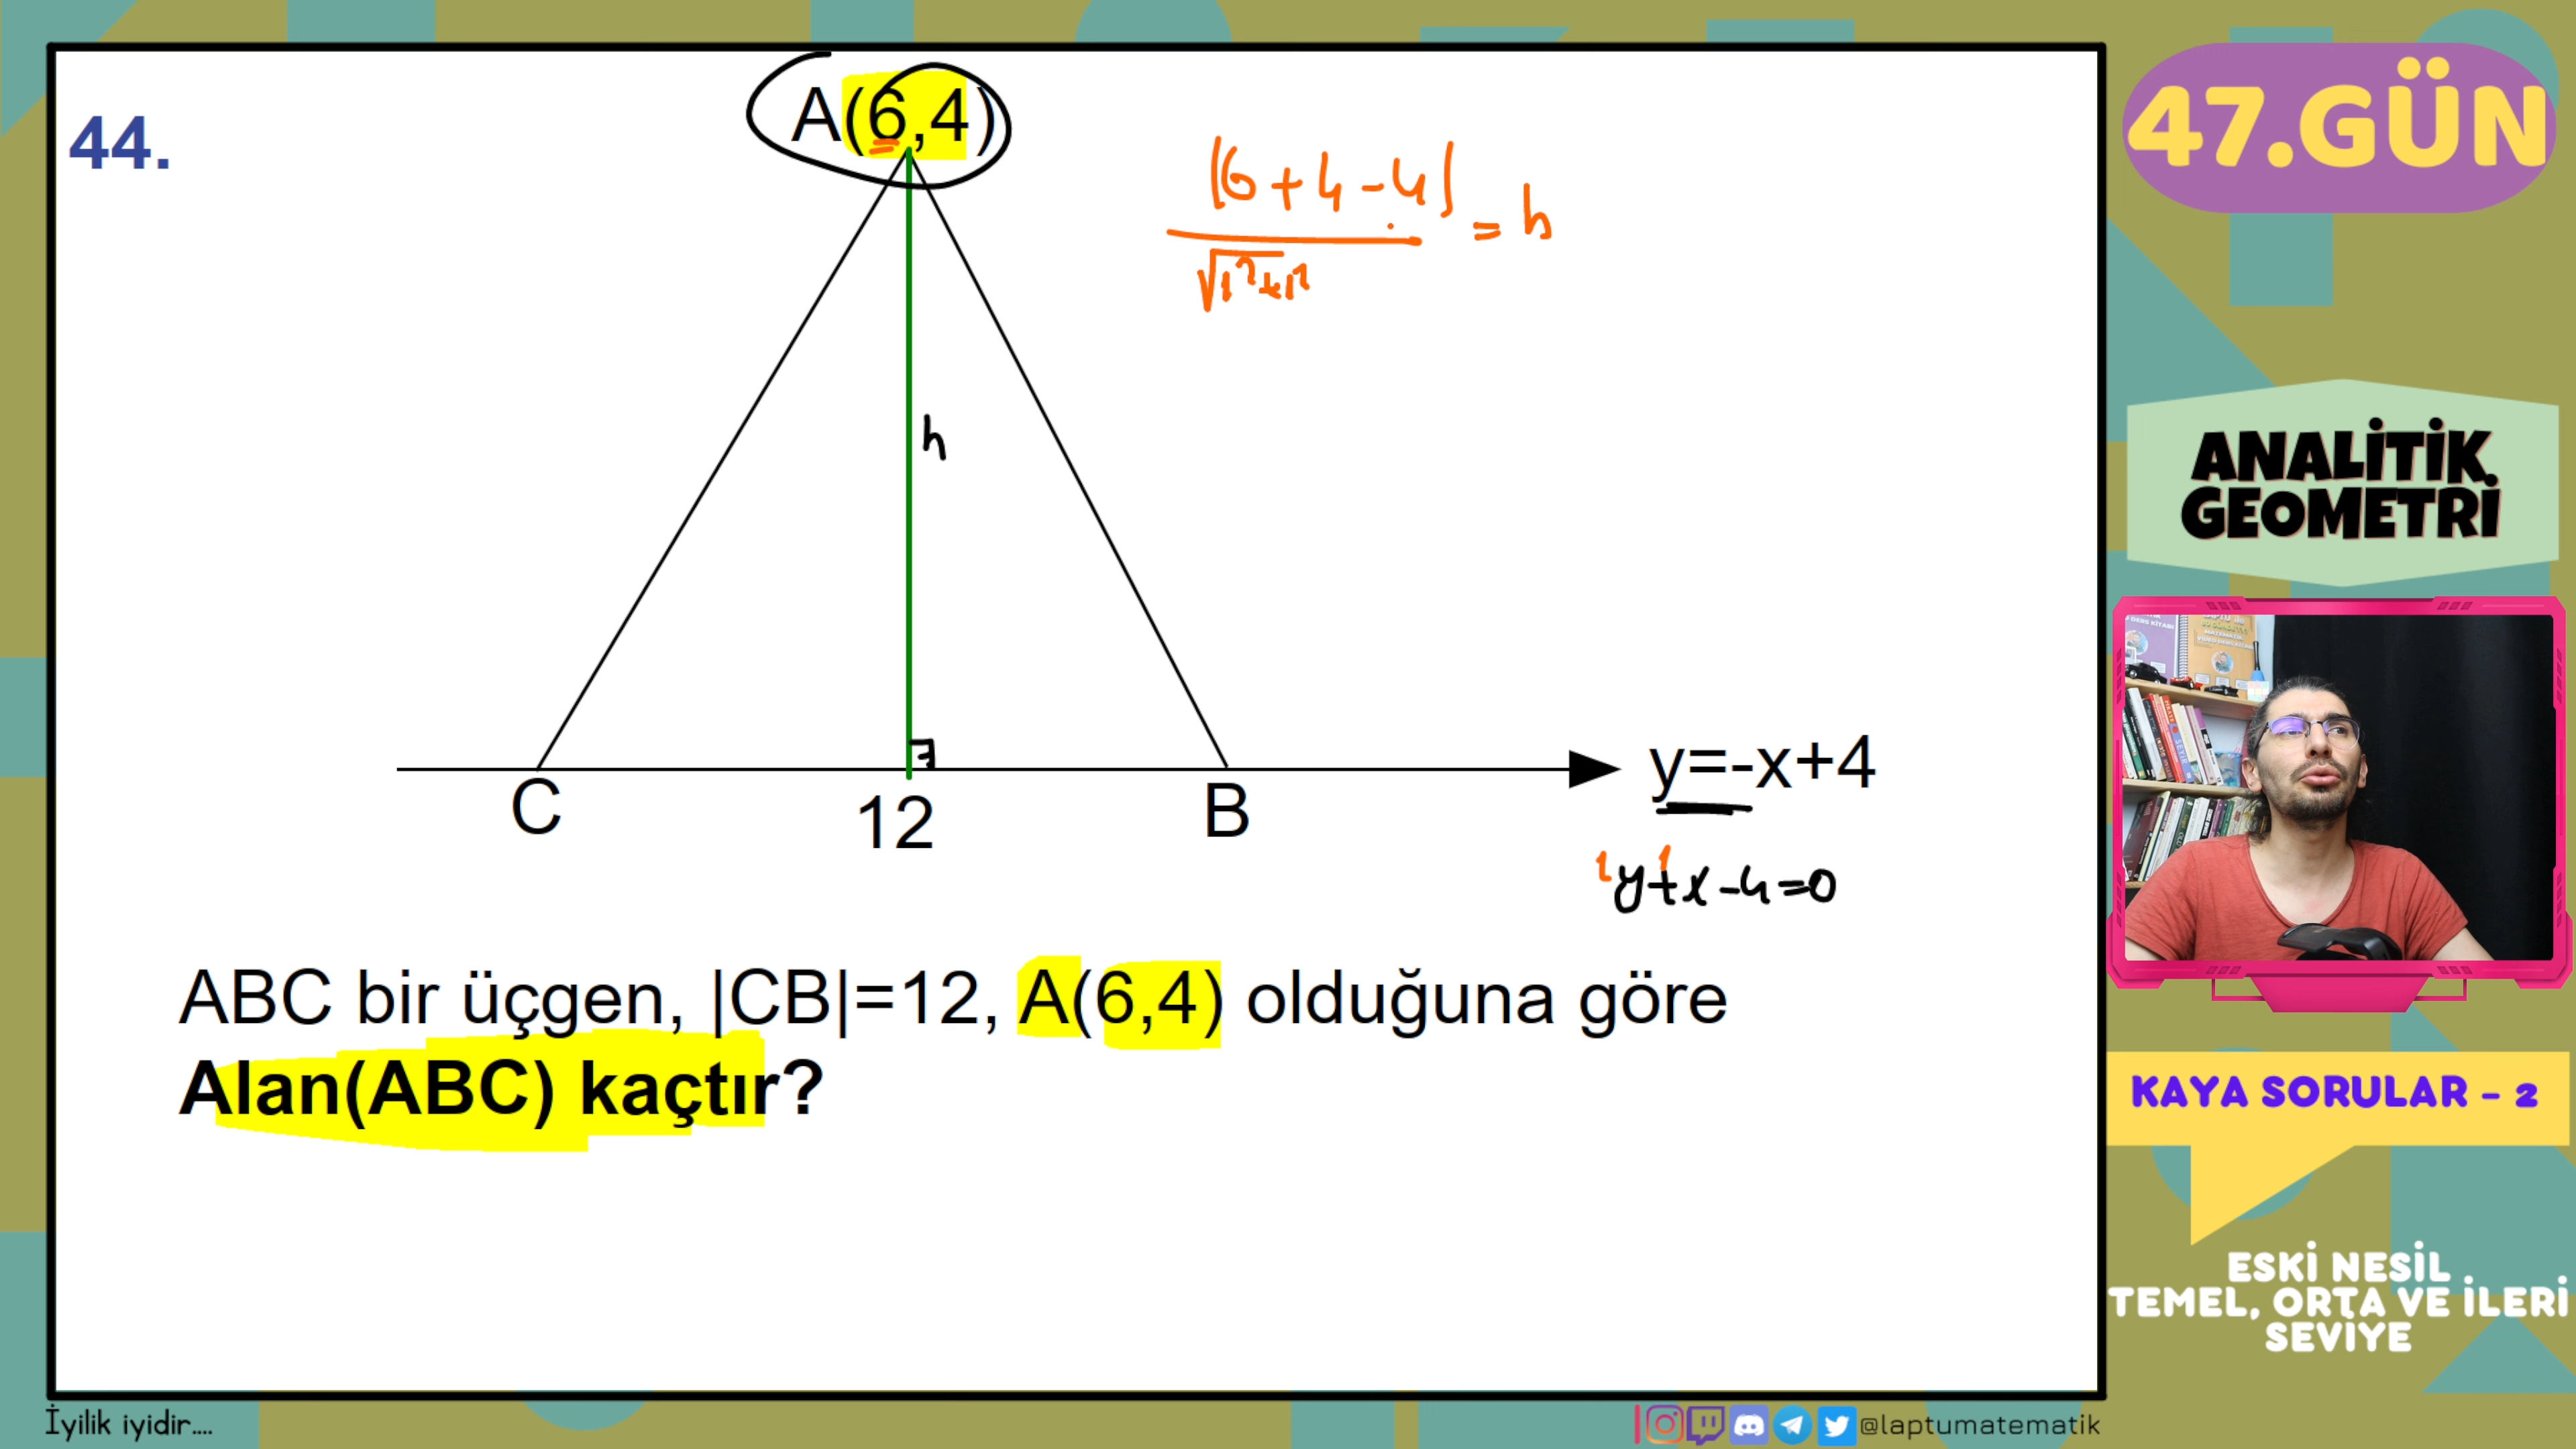 44.
A(6,4)
|6+4-4|
√1²+1²
= h
h
C
12
B
y=-x+4
1y+1x-4=0
ABC bir üçgen, |CB|=12, A(6,4) olduğuna göre
Alan(ABC) kaçtır?
47.GÜN
ANALİTİK
GEOMETRİ
KAYA SORULAR - 2
ESKİ NESİL
TEMEL, ORTA VE İLERİ
SEVİYE
İyilik iyidir....
@laptumatematik